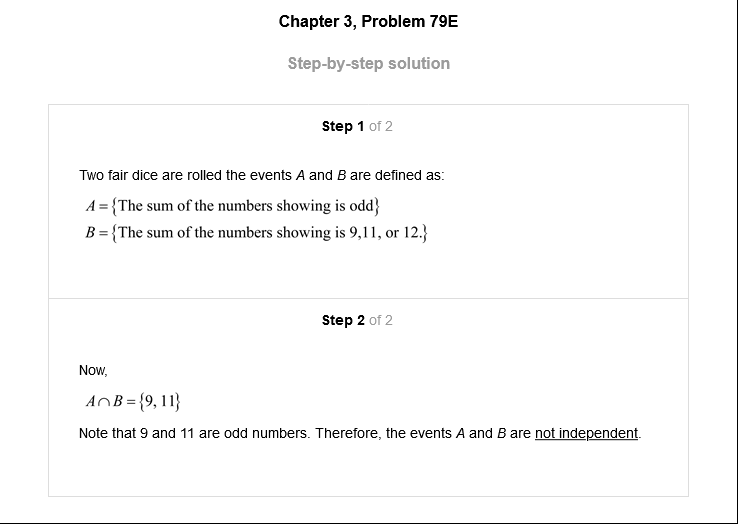 Chapter 3, Problem 79E
Step-by-step solution
Step 1 of 2
Two fair dice are rolled the events A and B are defined as:
A = {The sum of the numbers showing is odd}
B = {The sum of the numbers showing is 9,11, or 12.}
Step 2 of 2
Now,
A∩B = {9, 11}
Note that 9 and 11 are odd numbers. Therefore, the events A and B are not independent.